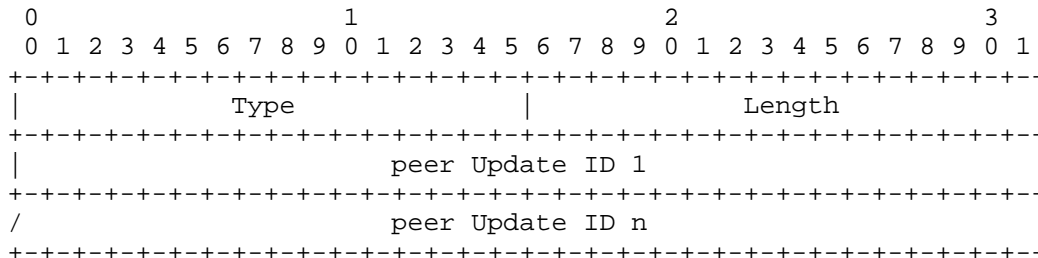 0                   1                   2                   3
 0 1 2 3 4 5 6 7 8 9 0 1 2 3 4 5 6 7 8 9 0 1 2 3 4 5 6 7 8 9 0 1
+-+-+-+-+-+-+-+-+-+-+-+-+-+-+-+-+-+-+-+-+-+-+-+-+-+-+-+-+-+-+-+--
|             Type              |             Length
+-+-+-+-+-+-+-+-+-+-+-+-+-+-+-+-+-+-+-+-+-+-+-+-+-+-+-+-+-+-+-+--
|                       peer Update ID 1
+-+-+-+-+-+-+-+-+-+-+-+-+-+-+-+-+-+-+-+-+-+-+-+-+-+-+-+-+-+-+-+--
/                       peer Update ID n
+-+-+-+-+-+-+-+-+-+-+-+-+-+-+-+-+-+-+-+-+-+-+-+-+-+-+-+-+-+-+-+--